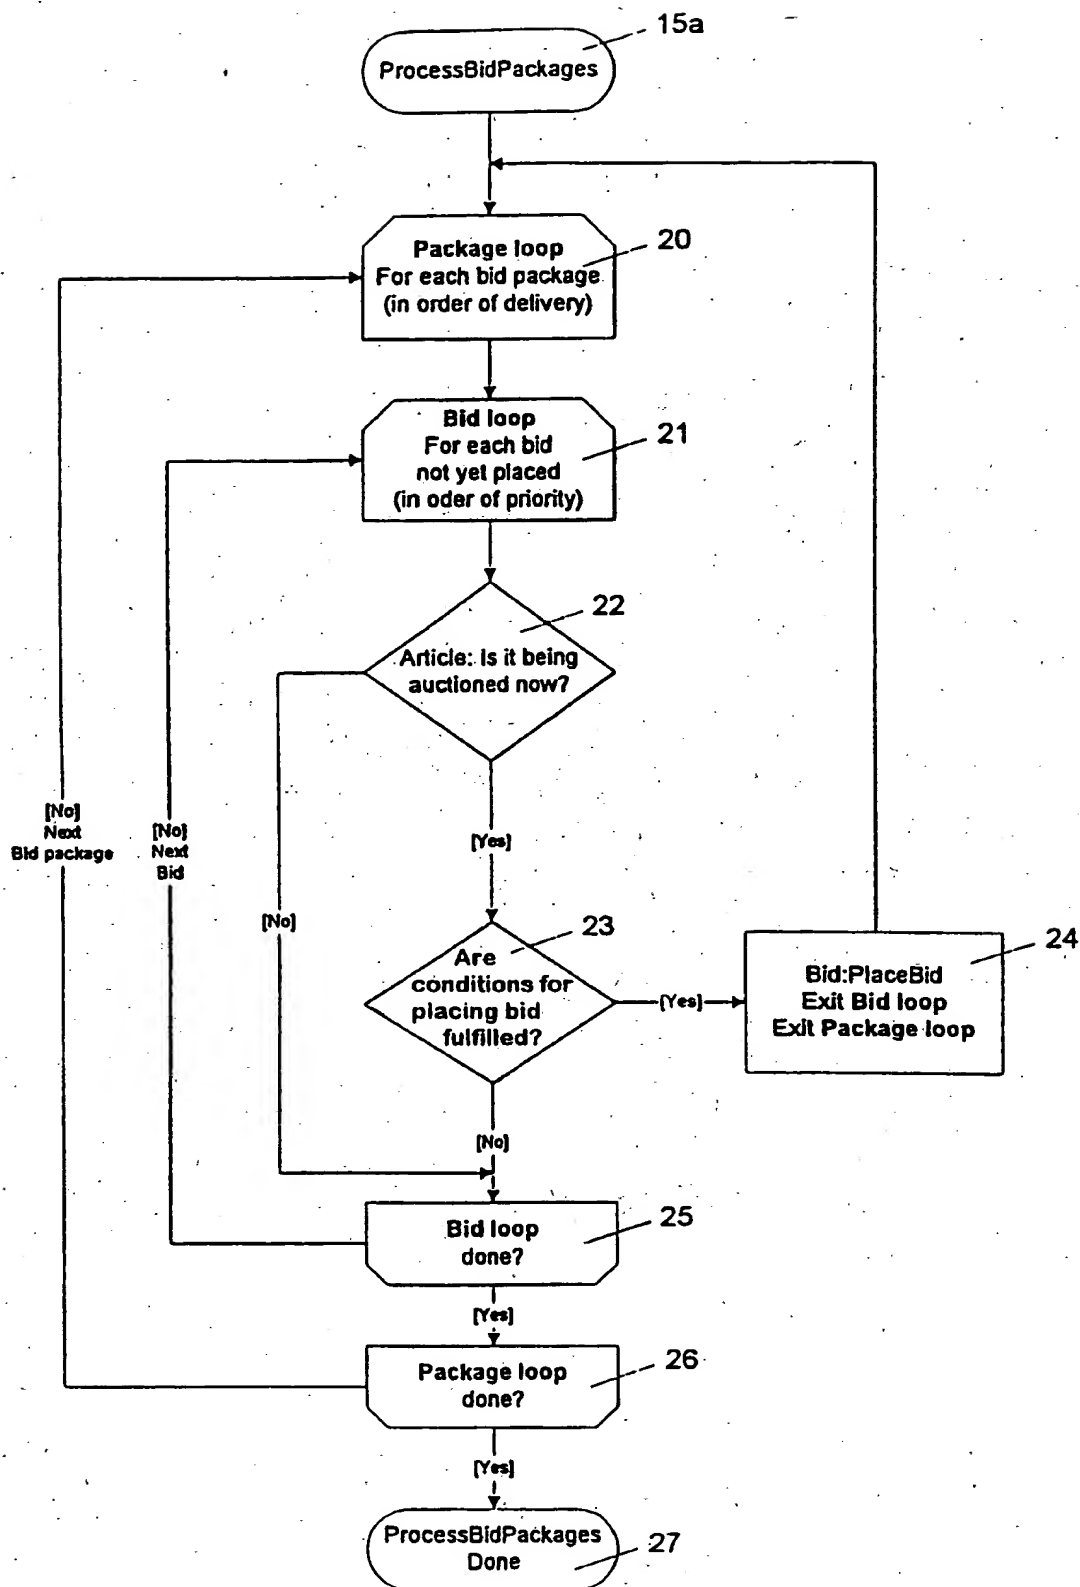 15a
ProcessBidPackages
Package loop
For each bid package
(in order of delivery)
20
Bid loop
For each bid
not yet placed
(in oder of priority)
21
22
Article: Is it being
auctioned now?
[No]
Next
Bid package
[No]
Next
Bid
[Yes]
[No]
23
Are
conditions for
placing bid
fulfilled?
[Yes]
24
Bid:PlaceBid
Exit Bid loop
Exit Package loop
[No]
Bid loop
done?
25
[Yes]
Package loop
done?
26
[Yes]
ProcessBidPackages
Done
27